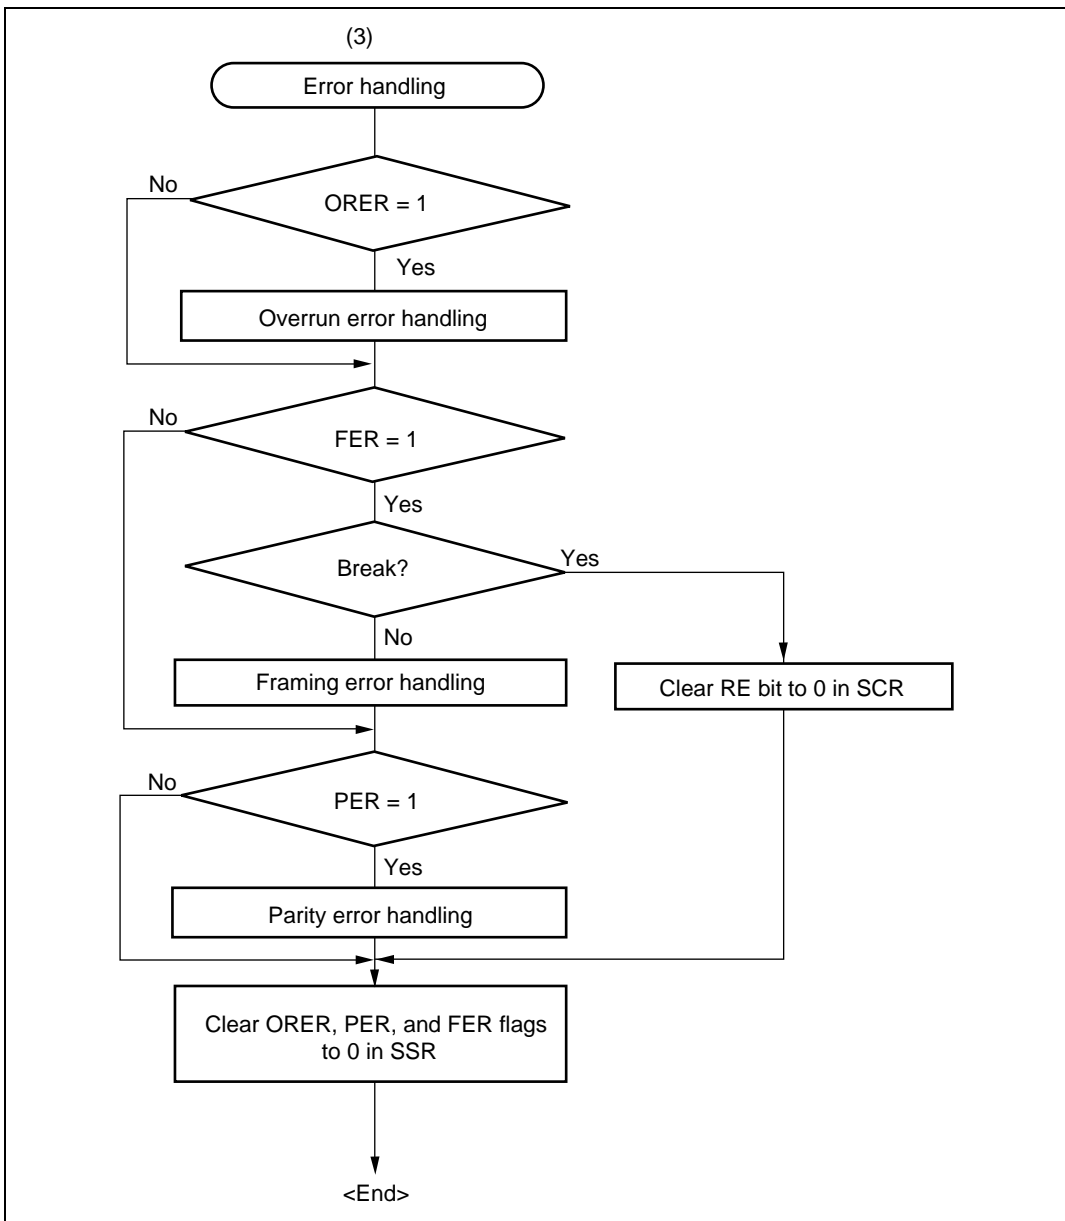 (3)
Error handling
No
ORER = 1
Yes
Overrun error handling
No
FER = 1
Yes
Break?
Yes
No
Framing error handling
Clear RE bit to 0 in SCR
No
PER = 1
Yes
Parity error handling
Clear ORER, PER, and FER flags
to 0 in SSR
<End>